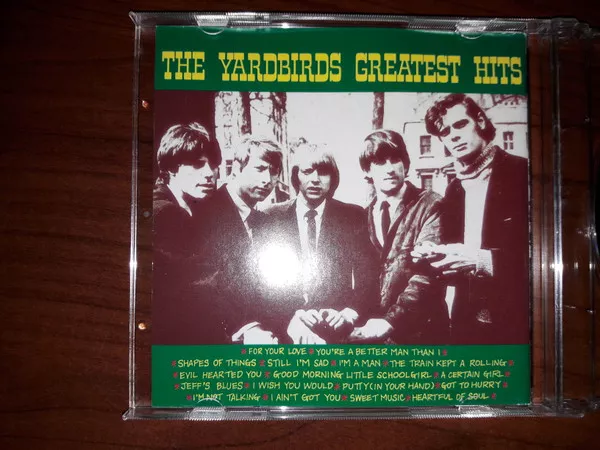 THE YARDBIRDS GREATEST HITS
* FOR YOUR LOVE * YOU'RE A BETTER MAN THAN I *
* SHAPES OF THINGS * STILL I'M SAD * I'M A MAN * THE TRAIN KEPT A ROLLING *
* EVIL HEARTED YOU * GOOD MORNING LITTLE SCHOOLGIRL * A CERTAIN GIRL *
* JEFF'S BLUES * I WISH YOU WOULD * PUTTY (IN YOUR HAND) * GOT TO HURRY *
* I'M NOT TALKING * I AIN'T GOT YOU * SWEET MUSIC * HEARTFUL OF SOUL *